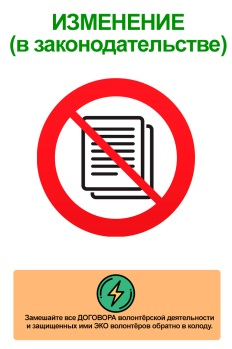 ИЗМЕНЕНИЕ
(в законодательстве)
Замешайте все ДОГОВОРА волонтёрской деятельности
и защищенных ими ЭКО волонтёров обратно в колоду.